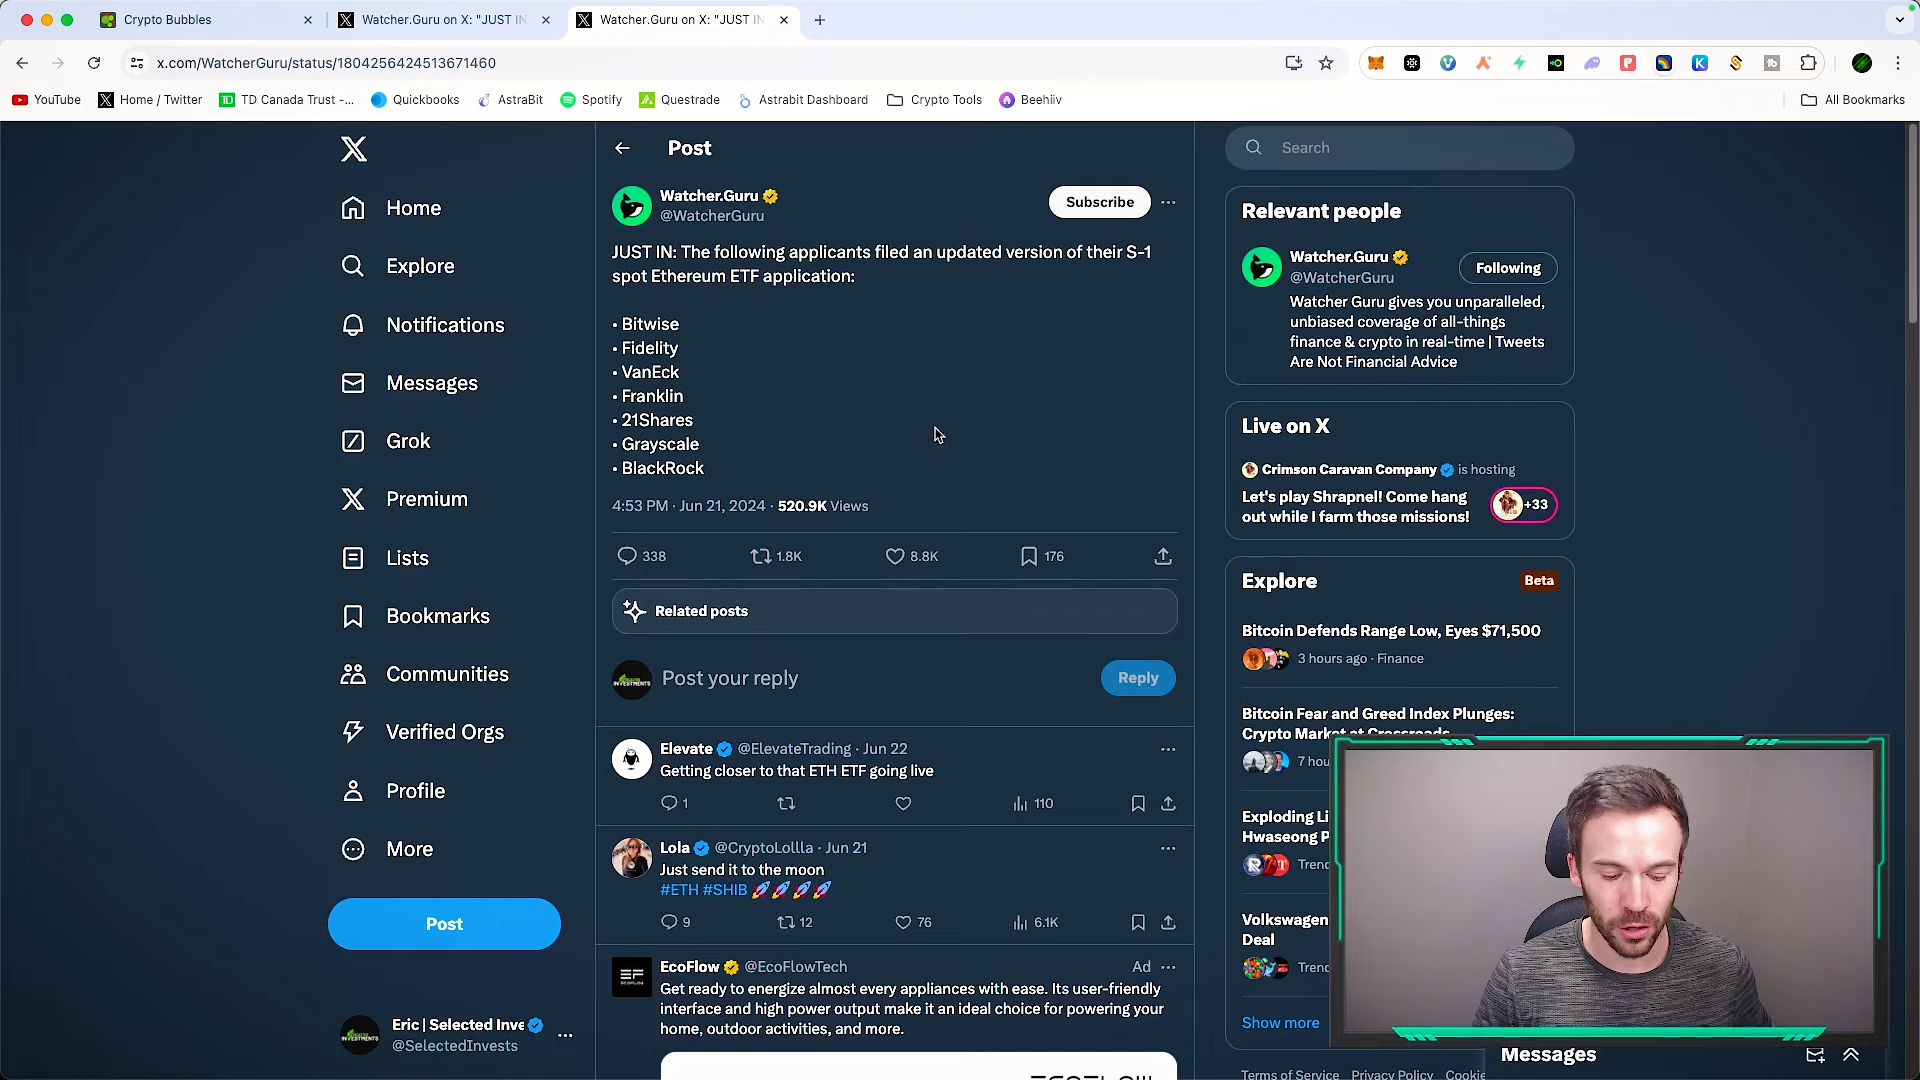 Crypto Bubbles
Watcher.Guru on X: "JUST IN
Watcher.Guru on X: "JUST IN
x.com/WatcherGuru/status/1804256424513671460
YouTube
Home / Twitter
TD Canada Trust -...
Quickbooks
AstraBit
Spotify
Questrade
Astrabit Dashboard
Crypto Tools
Beehiiv
All Bookmarks
Home
Explore
Notifications
Messages
Grok
Premium
Lists
Bookmarks
Communities
Verified Orgs
Profile
More
Post
Eric | Selected Inve
@SelectedInvests
Post
Watcher.Guru
@WatcherGuru
Subscribe
JUST IN: The following applicants filed an updated version of their S-1
spot Ethereum ETF application:
• Bitwise
• Fidelity
• VanEck
• Franklin
• 21Shares
• Grayscale
• BlackRock
4:53 PM · Jun 21, 2024 · 520.9K Views
338 1.8K 8.8K 176
Related posts
Post your reply
Reply
Elevate @ElevateTrading · Jun 22
Getting closer to that ETH ETF going live
1 110
Lola @CryptoLollla · Jun 21
Just send it to the moon
#ETH #SHIB 🚀🚀🚀🚀
9 12 76 6.1K
EcoFlow @EcoFlowTech Ad
Get ready to energize almost every appliances with ease. Its user-friendly
interface and high power output make it an ideal choice for powering your
home, outdoor activities, and more.
Search
Relevant people
Watcher.Guru
@WatcherGuru
Following
Watcher Guru gives you unparalleled,
unbiased coverage of all-things
finance & crypto in real-time | Tweets
Are Not Financial Advice
Live on X
Crimson Caravan Company is hosting
Let's play Shrapnel! Come hang
out while I farm those missions!
+33
Explore
Beta
Bitcoin Defends Range Low, Eyes $71,500
3 hours ago · Finance
Bitcoin Fear and Greed Index Plunges:
Crypto Market at Crossroads
7 hou
Exploding Li
Hwaseong P
Trenc
Volkswagen
Deal
Trenc
Show more
Messages
Terms of Service Privacy Policy Cookie